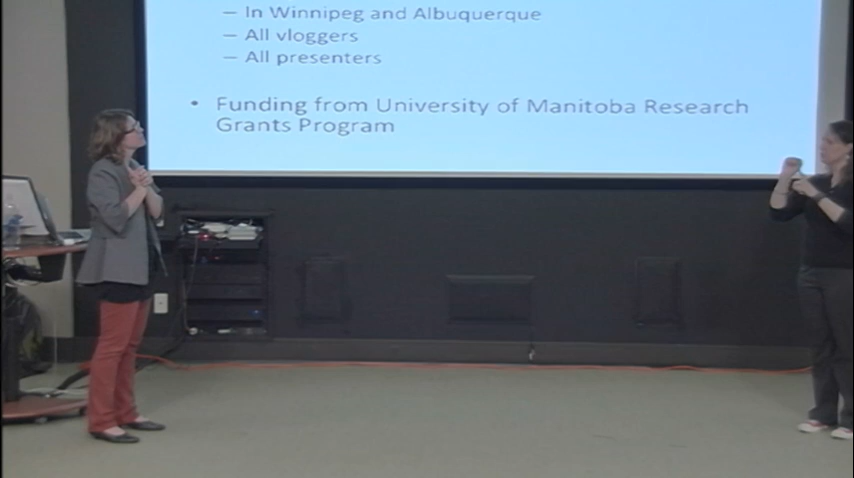 – In Winnipeg and Albuquerque
– All vloggers
– All presenters
• Funding from University of Manitoba Research
Grants Program